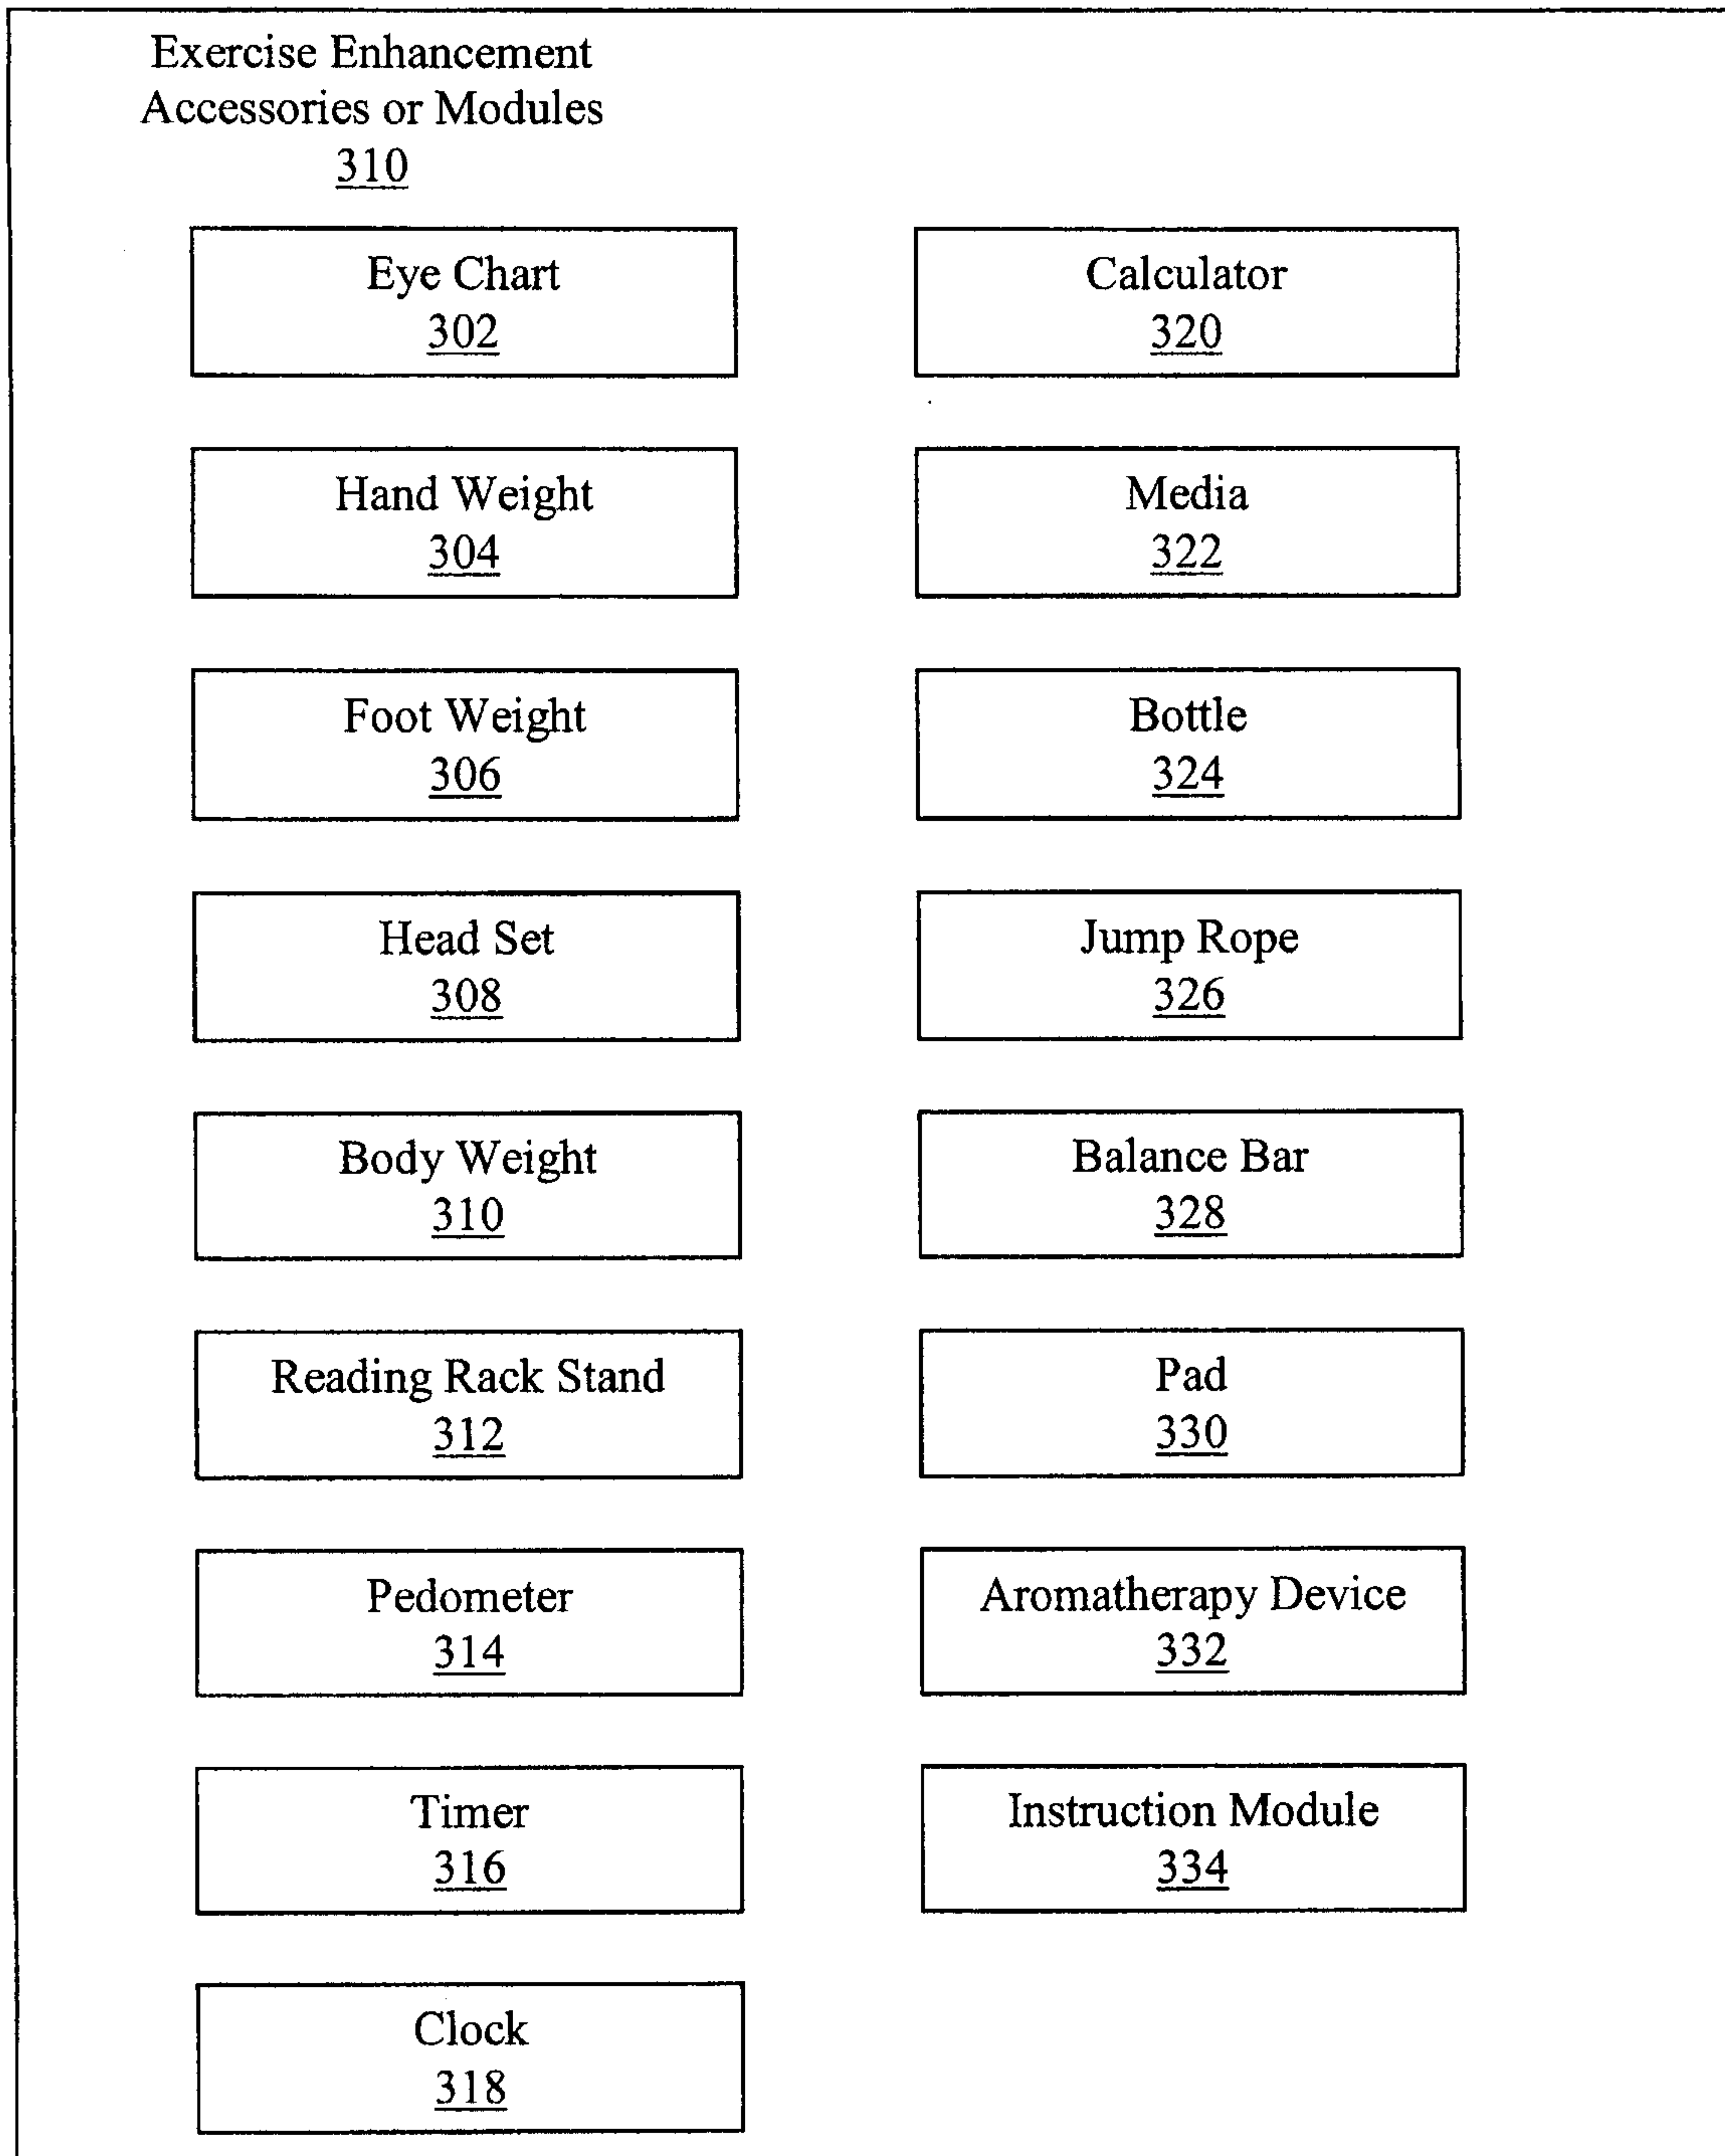 Exercise Enhancement
Accessories or Modules
310
Eye Chart
302
Hand Weight
304
Foot Weight
306
Head Set
308
Body Weight
310
Reading Rack Stand
312
Pedometer
314
Timer
316
Clock
318
Calculator
320
Media
322
Bottle
324
Jump Rope
326
Balance Bar
328
Pad
330
Aromatherapy Device
332
Instruction Module
334